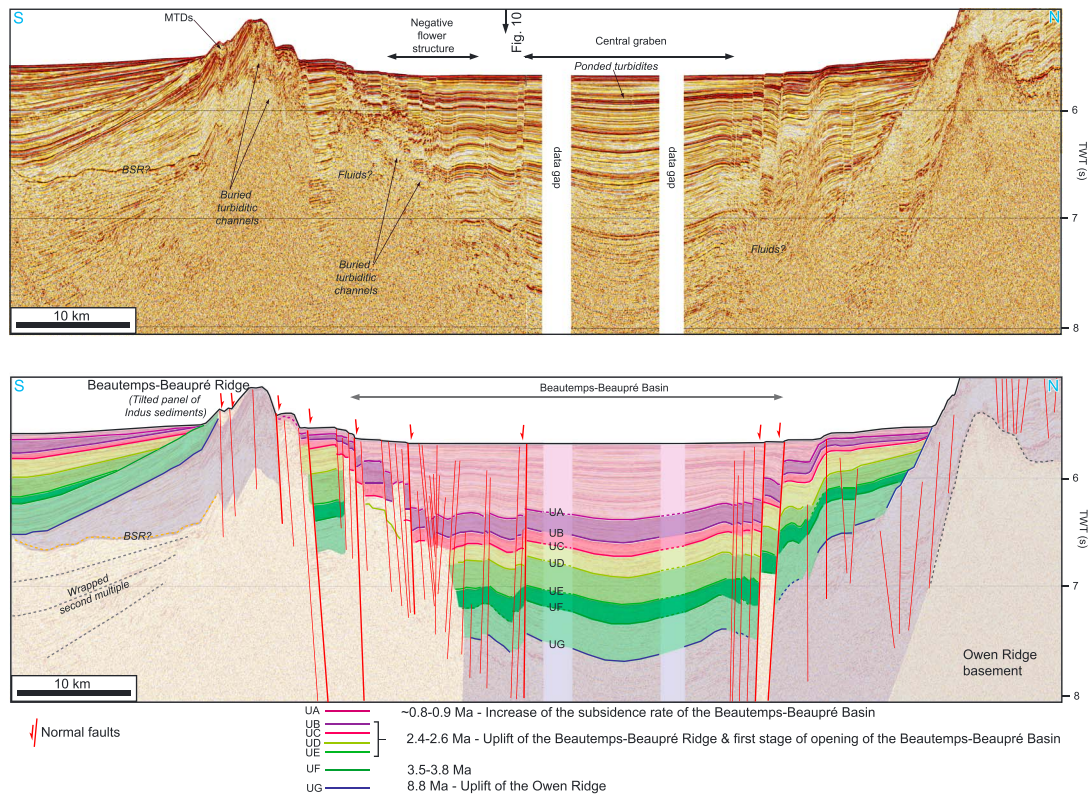 S
MTDs
Negative
flower
structure
Fig. 10
Central graben
N
Ponded turbidites
6
BSR?
Buried
turbiditic
channels
Fluids?
data gap
data gap
TWT (s)
7
Buried
turbiditic
channels
Fluids?
10 km
8
S
Beautemps-Beaupré Ridge
(Tilted panel of
Indus sediments)
Beautemps-Beaupré Basin
N
6
UA
UB
UC
UD
UE
UF
UG
BSR?
Wrapped
second multiple
TWT (s)
7
Owen Ridge
basement
10 km
8
Normal faults
UA ~0.8-0.9 Ma - Increase of the subsidence rate of the Beautemps-Beaupré Basin
UB
UC
UD 2.4-2.6 Ma - Uplift of the Beautemps-Beaupré Ridge & first stage of opening of the Beautemps-Beaupré Basin
UE
UF 3.5-3.8 Ma
UG 8.8 Ma - Uplift of the Owen Ridge